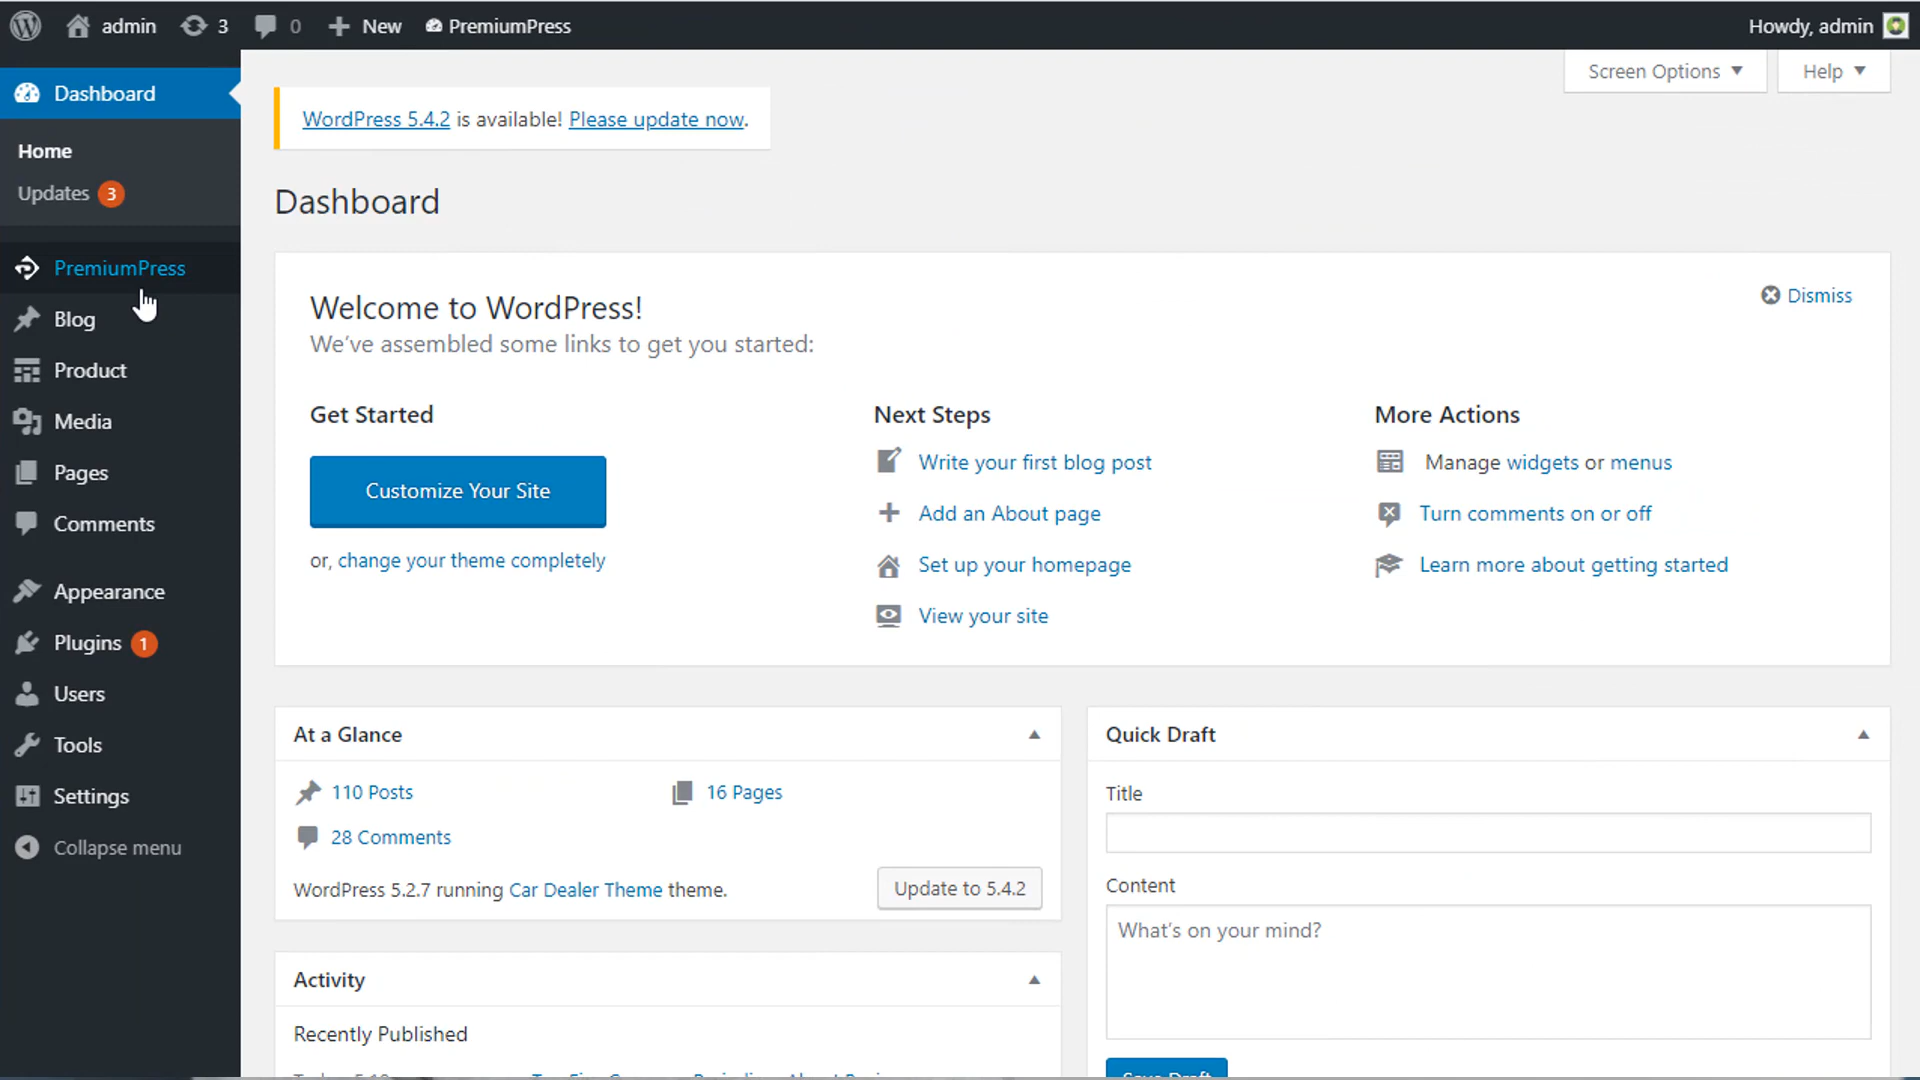 admin 3 0 New PremiumPress Howdy, admin
Screen Options Help
Dashboard
WordPress 5.4.2 is available! Please update now.
Home
Updates 3
Dashboard
PremiumPress
Blog
Product
Media
Pages
Comments
Appearance
Plugins 1
Users
Tools
Settings
Collapse menu
Dismiss
Welcome to WordPress!
We've assembled some links to get you started:
Get Started
Customize Your Site
or, change your theme completely
Next Steps
Write your first blog post
Add an About page
Set up your homepage
View your site
More Actions
Manage widgets or menus
Turn comments on or off
Learn more about getting started
At a Glance
110 Posts
16 Pages
28 Comments
WordPress 5.2.7 running Car Dealer Theme theme.
Update to 5.4.2
Activity
Recently Published
Quick Draft
Title
Content
What's on your mind?
Save Draft